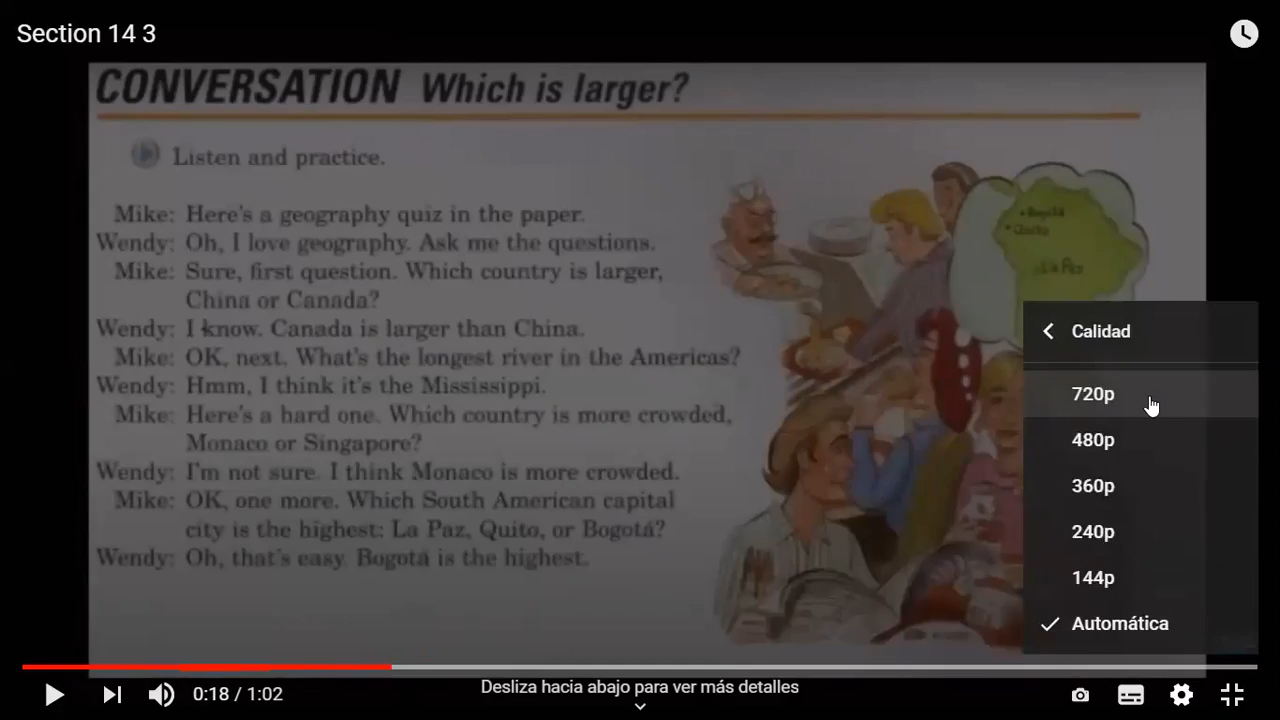 Section 14 3
CONVERSATION Which is larger?
Listen and practice.
Mike: Here's a geography quiz in the paper.
Wendy: Oh, I love geography. Ask me the questions.
Mike: Sure, first question. Which country is larger,
China or Canada?
Wendy: I know. Canada is larger than China.
Mike: OK, next. What's the longest river in the Americas?
Wendy: Hmm, I think it's the Mississippi.
Mike: Here's a hard one. Which country is more crowded,
Monaco or Singapore?
Wendy: I'm not sure. I think Monaco is more crowded.
Mike: OK, one more. Which South American capital
city is the highest: La Paz, Quito, or Bogotá?
Wendy: Oh, that's easy. Bogotá is the highest.
• Bogotá
• Quito
La Paz
Calidad
720p
480p
360p
240p
144p
Automática
0:18 / 1:02
Desliza hacia abajo para ver más detalles